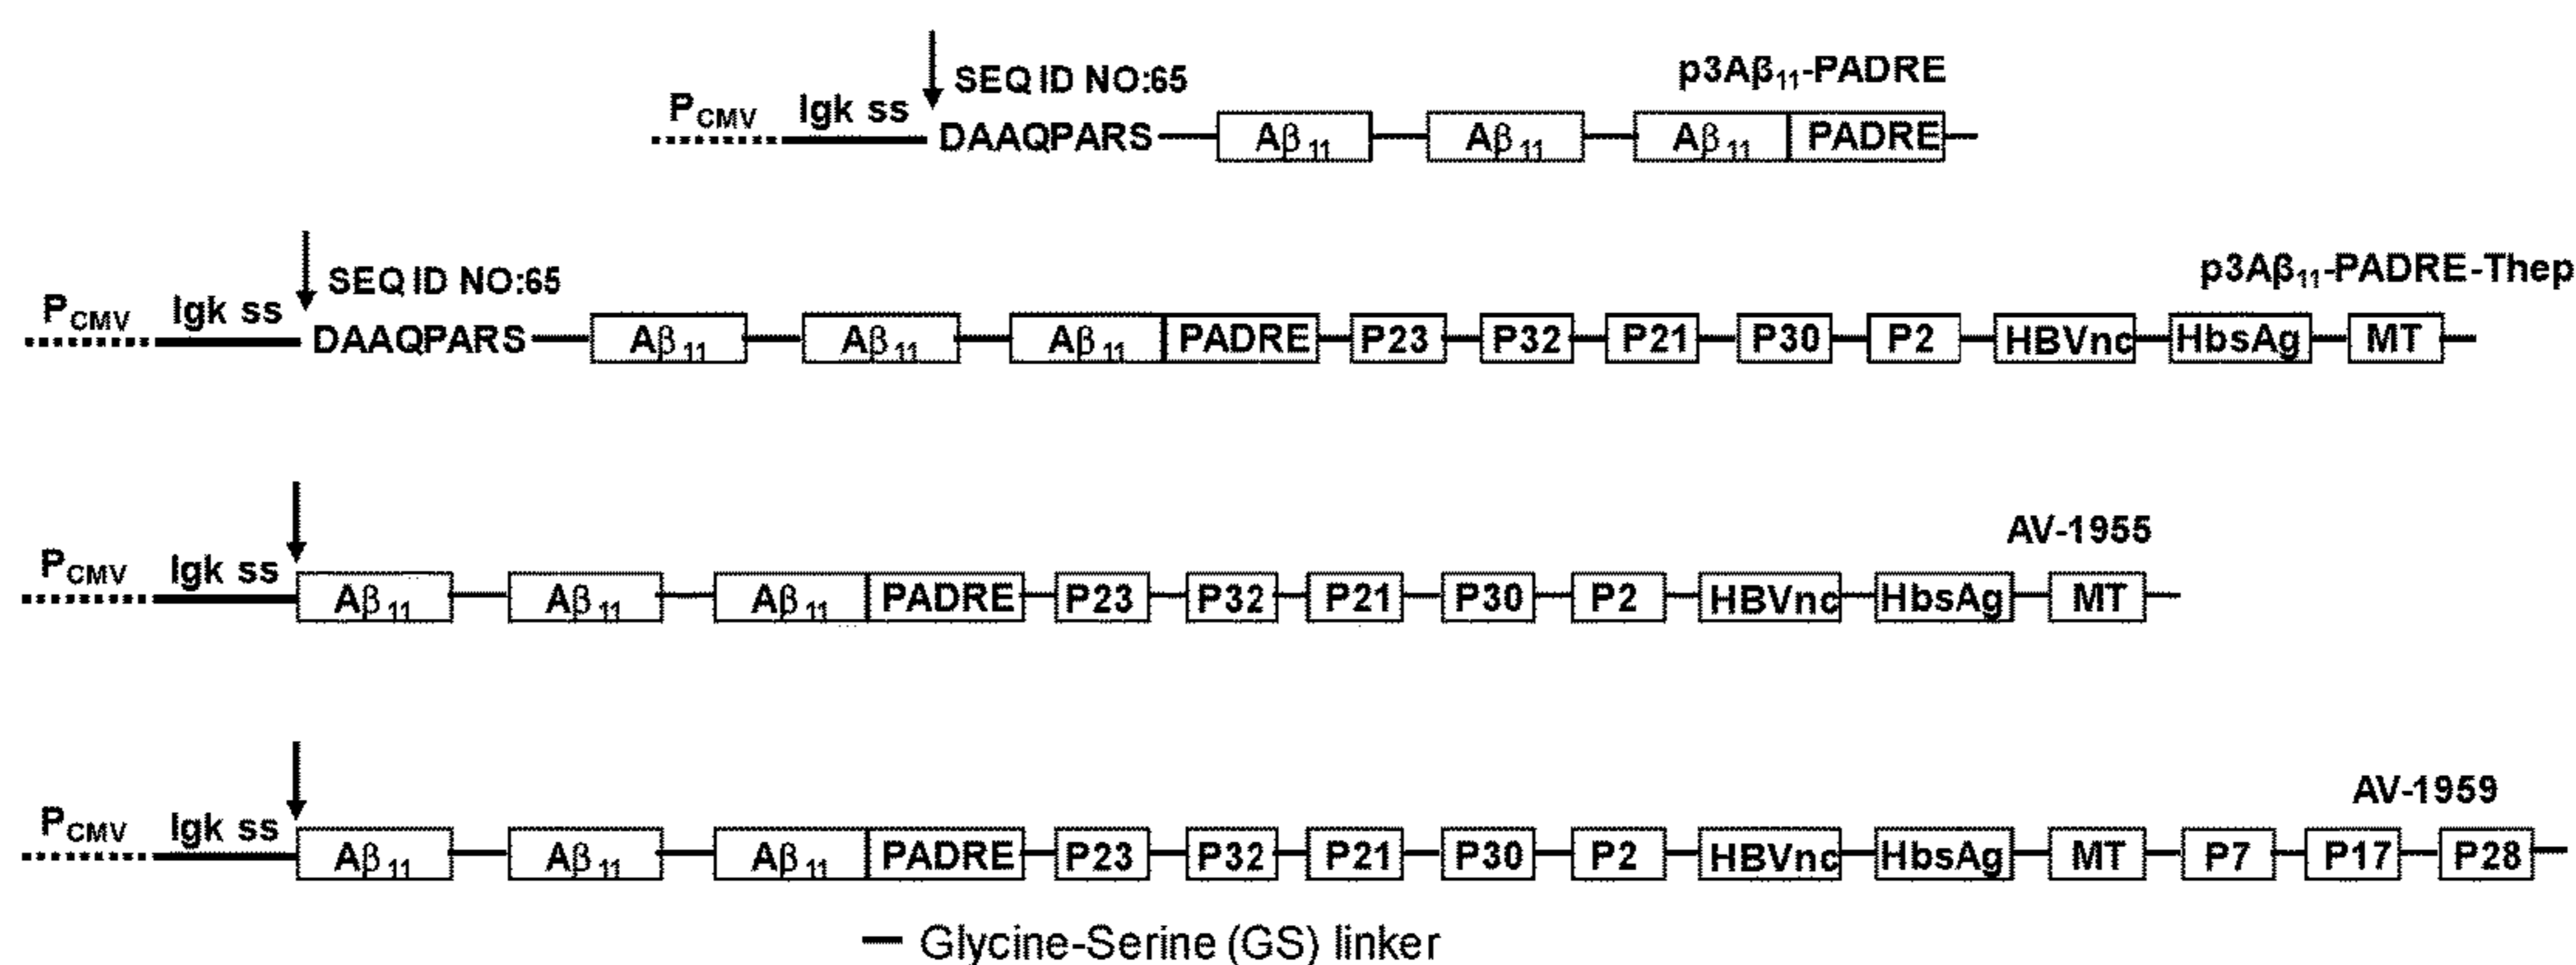 SEQ ID NO:65 p3Aβ11-PADRE
PCMV Igk ss DAAQPARS Aβ11 Aβ11 Aβ11 PADRE
SEQ ID NO:65 p3Aβ11-PADRE-Thep
PCMV Igk ss DAAQPARS Aβ11 Aβ11 Aβ11 PADRE P23 P32 P21 P30 P2 HBVnc HbsAg MT
AV-1955
PCMV Igk ss Aβ11 Aβ11 Aβ11 PADRE P23 P32 P21 P30 P2 HBVnc HbsAg MT
AV-1959
PCMV Igk ss Aβ11 Aβ11 Aβ11 PADRE P23 P32 P21 P30 P2 HBVnc HbsAg MT P7 P17 P28
Glycine-Serine (GS) linker